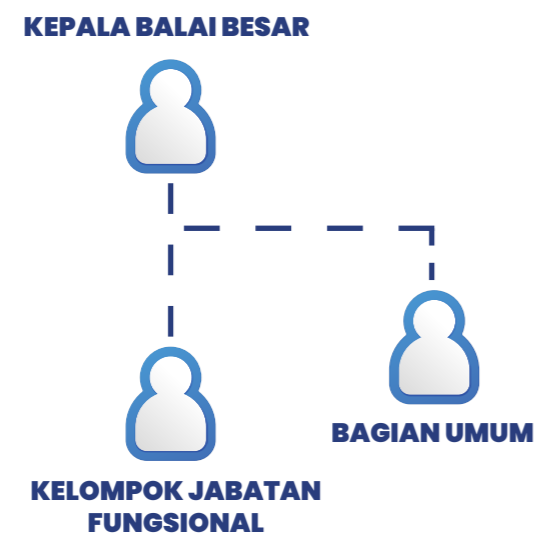 KEPALA BALAI BESAR
BAGIAN UMUM
KELOMPOK JABATAN
FUNGSIONAL